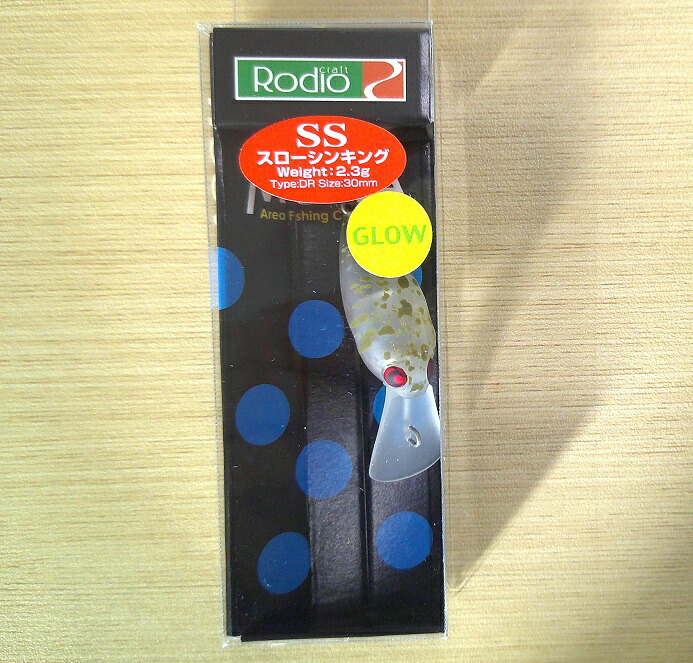 craft
Rodio
SS
スローシンキング
Weight:2.3g
Type:DR Size:30mm
Area Fishing
GLOW